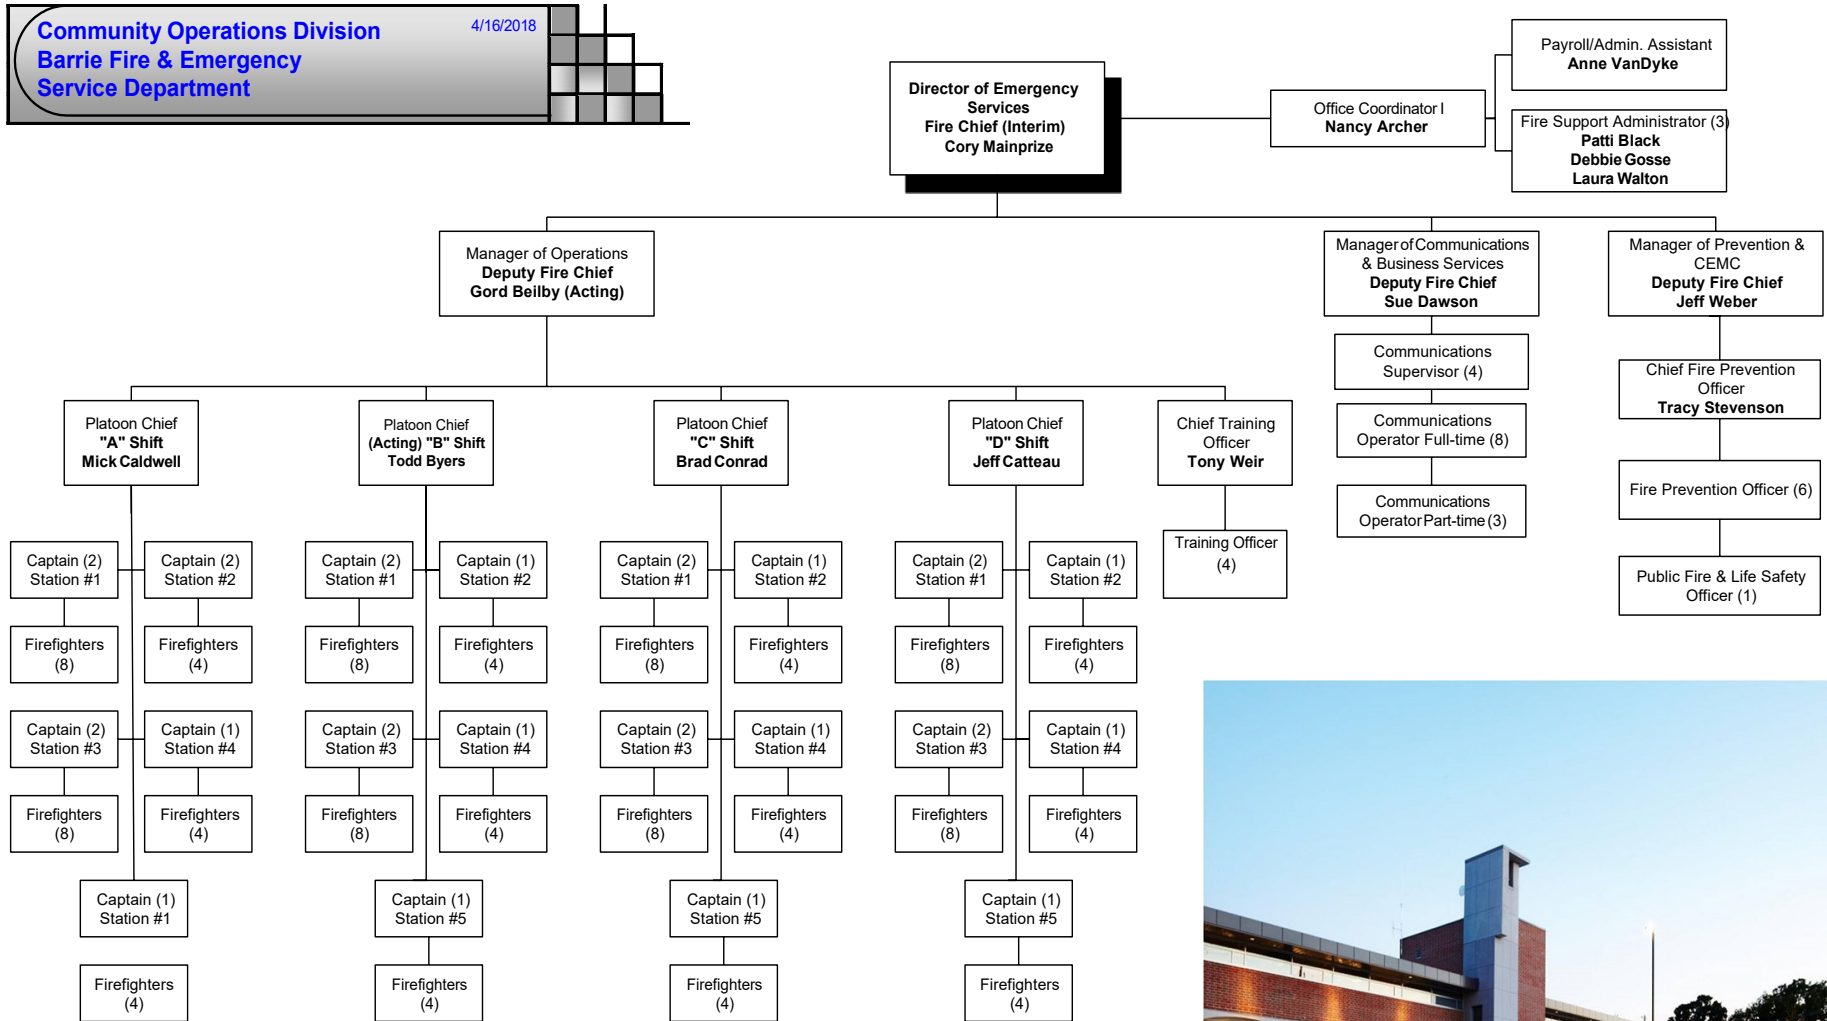 Community Operations Division
4/16/2018
Barrie Fire & Emergency
Service Department
Director of Emergency
Services
Fire Chief (Interim)
Cory Mainprize
Office Coordinator I
Nancy Archer
Payroll/Admin. Assistant
Anne VanDyke
Fire Support Administrator (3)
Patti Black
Debbie Gosse
Laura Walton
Manager of Operations
Deputy Fire Chief
Gord Beilby (Acting)
Manager of Communications
& Business Services
Deputy Fire Chief
Sue Dawson
Manager of Prevention &
CEMC
Deputy Fire Chief
Jeff Weber
Communications
Supervisor (4)
Communications
Operator Full-time (8)
Communications
Operator Part-time (3)
Chief Fire Prevention
Officer
Tracy Stevenson
Fire Prevention Officer (6)
Public Fire & Life Safety
Officer (1)
Platoon Chief
"A" Shift
Mick Caldwell
Platoon Chief
(Acting) "B" Shift
Todd Byers
Platoon Chief
"C" Shift
Brad Conrad
Platoon Chief
"D" Shift
Jeff Catteau
Chief Training
Officer
Tony Weir
Training Officer
(4)
Captain (2)
Station #1
Captain (2)
Station #2
Firefighters
(8)
Firefighters
(4)
Captain (2)
Station #3
Captain (1)
Station #4
Firefighters
(8)
Firefighters
(4)
Captain (1)
Station #1
Firefighters
(4)
Captain (2)
Station #1
Captain (1)
Station #2
Firefighters
(8)
Firefighters
(4)
Captain (2)
Station #3
Captain (1)
Station #4
Firefighters
(8)
Firefighters
(4)
Captain (1)
Station #5
Firefighters
(4)
Captain (2)
Station #1
Captain (1)
Station #2
Firefighters
(8)
Firefighters
(4)
Captain (2)
Station #3
Captain (1)
Station #4
Firefighters
(8)
Firefighters
(4)
Captain (1)
Station #5
Firefighters
(4)
Captain (2)
Station #1
Captain (1)
Station #2
Firefighters
(8)
Firefighters
(4)
Captain (2)
Station #3
Captain (1)
Station #4
Firefighters
(8)
Firefighters
(4)
Captain (1)
Station #5
Firefighters
(4)